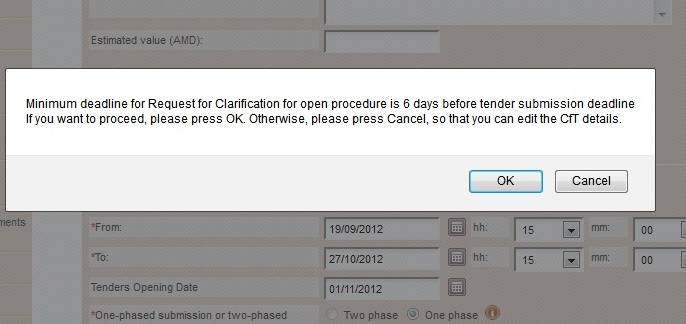 Estimated value (AMD):
Minimum deadline for Request for Clarification for open procedure is 6 days before tender submission deadline
If you want to proceed, please press OK. Otherwise, please press Cancel, so that you can edit the CfT details.
OK Cancel
ments
*From: 19/09/2012 hh: 15 mm: 00
*To: 27/10/2012 hh: 15 mm: 00
Tenders Opening Date 01/11/2012
*One-phased submission or two-phased Two phase One phase